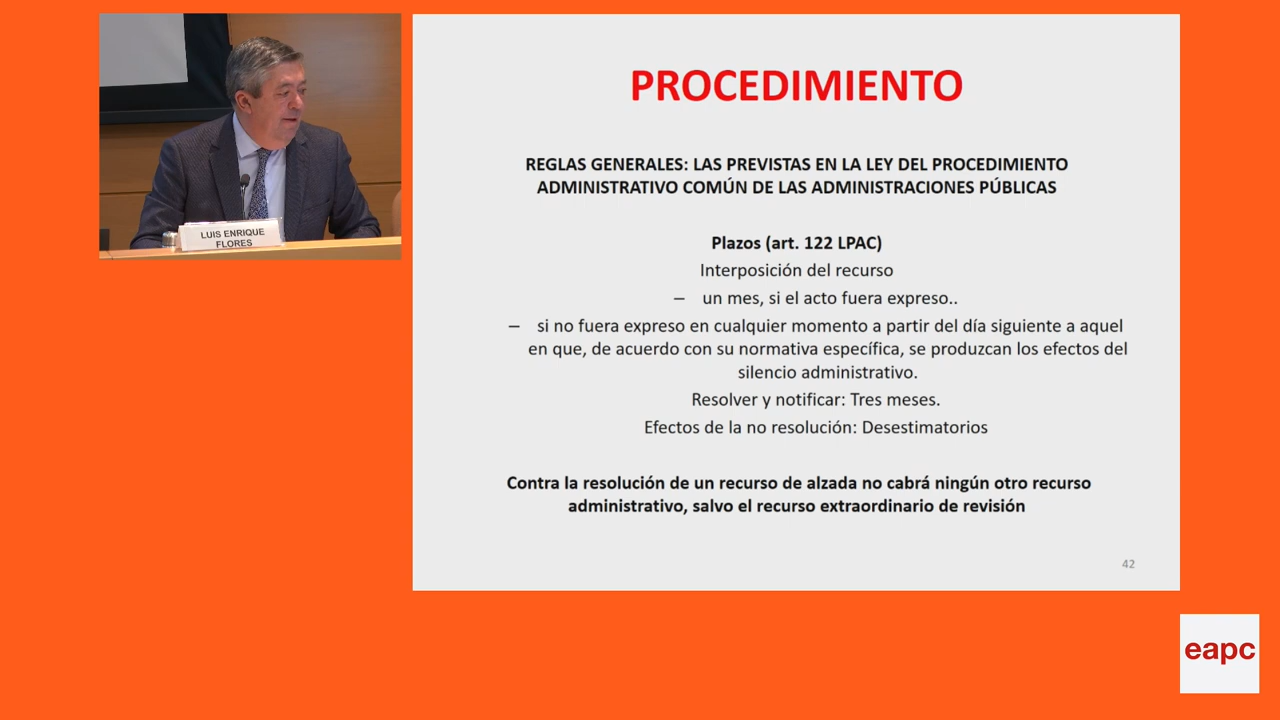 LUIS ENRIQUE
FLORES
PROCEDIMIENTO
REGLAS GENERALES: LAS PREVISTAS EN LA LEY DEL PROCEDIMIENTO
ADMINISTRATIVO COMÚN DE LAS ADMINISTRACIONES PÚBLICAS
Plazos (art. 122 LPAC)
Interposición del recurso
– un mes, si el acto fuera expreso..
– si no fuera expreso en cualquier momento a partir del día siguiente a aquel
en que, de acuerdo con su normativa específica, se produzcan los efectos del
silencio administrativo.
Resolver y notificar: Tres meses.
Efectos de la no resolución: Desestimatorios
Contra la resolución de un recurso de alzada no cabrá ningún otro recurso
administrativo, salvo el recurso extraordinario de revisión
42
eapc